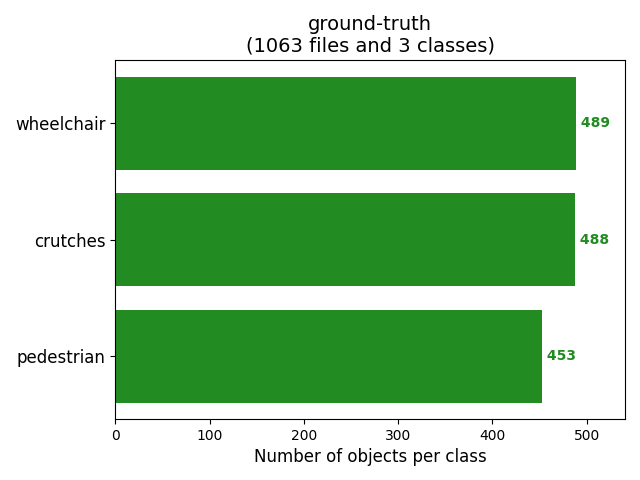 ground-truth
(1063 files and 3 classes)
wheelchair
489
crutches
488
pedestrian
453
0 100 200 300 400 500
Number of objects per class